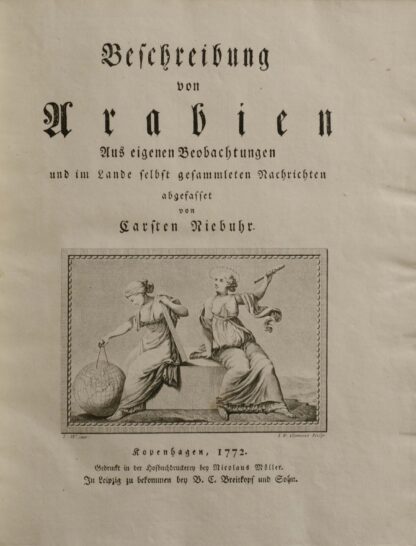 Beschreibung
von
Arabien
Aus eigenen Beobachtungen
und im Lande selbst gesammleten Nachrichten
abgefasset
von
Carsten Niebuhr.
Kopenhagen, 1772.
Gedruckt in der Hofbuchdruckerey bey Nicolaus Möller.
In Leipzig zu bekommen bey B. C. Breitkopf und Sohn.